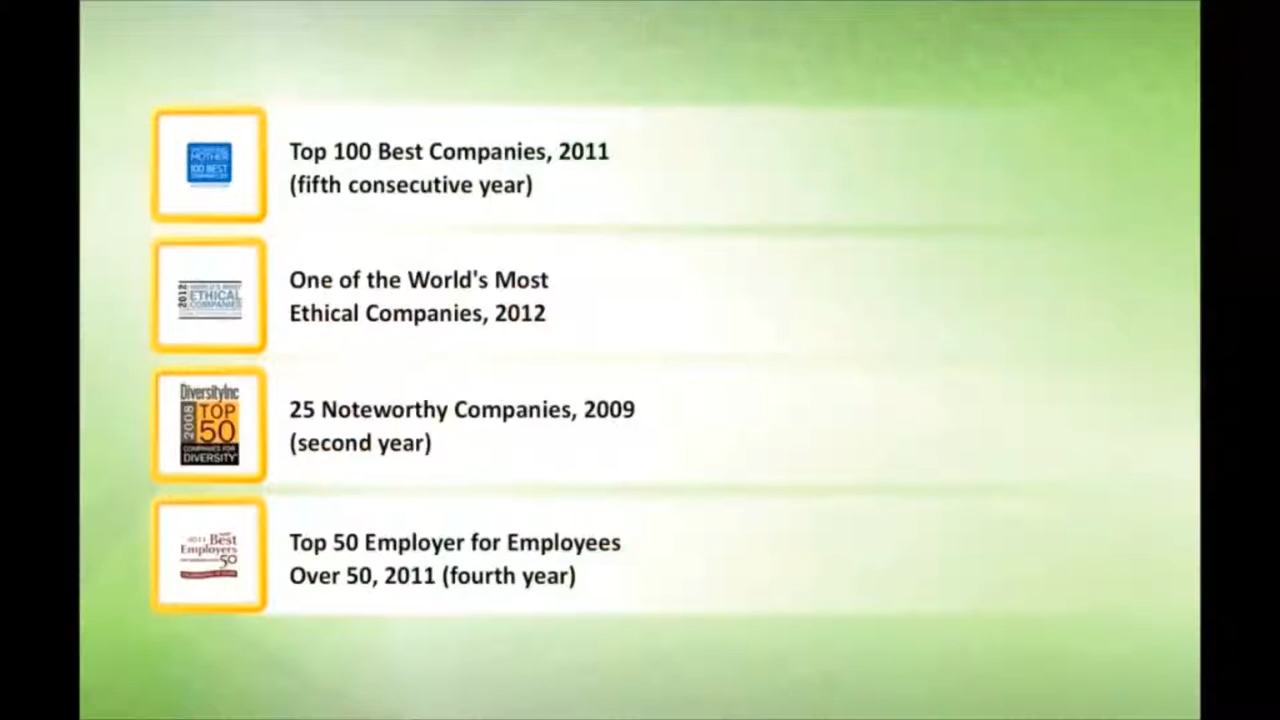 MOTHER
100 BEST
Top 100 Best Companies, 2011
(fifth consecutive year)
2012
WORLD'S MOST
ETHICAL
COMPANIES
One of the World's Most
Ethical Companies, 2012
DiversityInc
2008
TOP
50
COMPANIES FOR
DIVERSITY
25 Noteworthy Companies, 2009
(second year)
2011 Best
Employers
50
Top 50 Employer for Employees
Over 50, 2011 (fourth year)